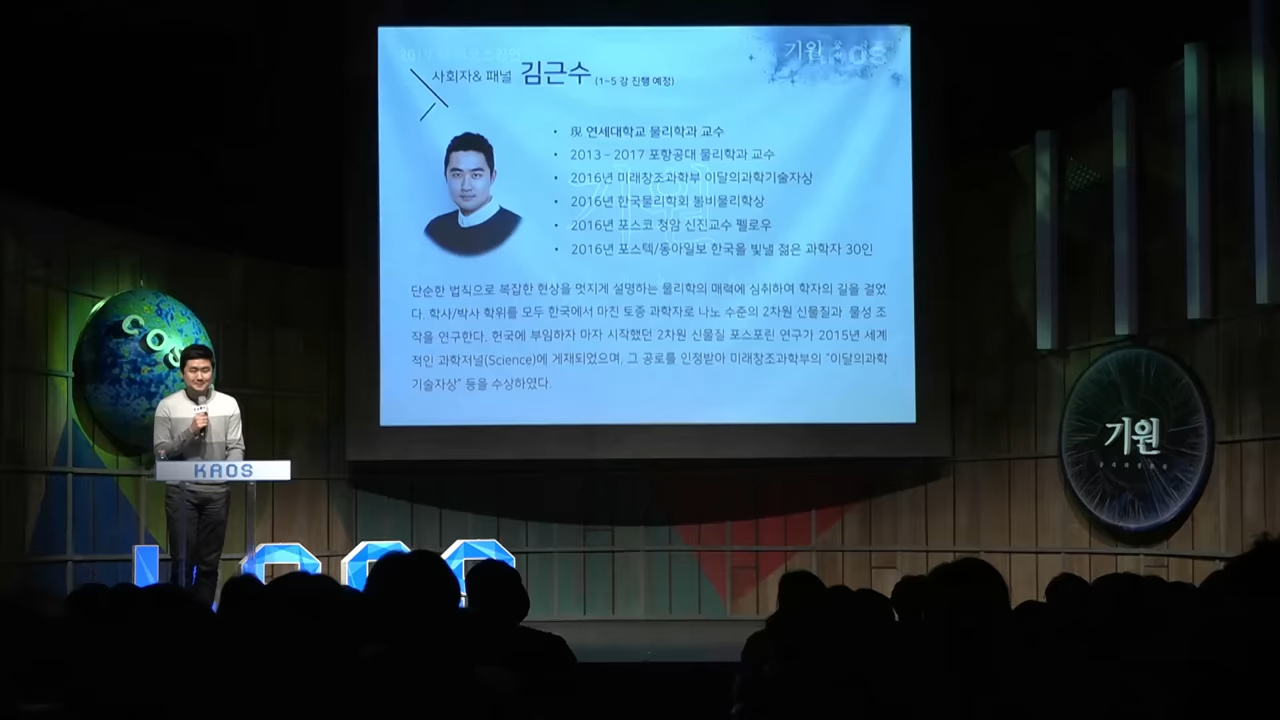 기원
사회자& 패널 김근수 (1~5 강 진행 예정)
• 現 연세대학교 물리학과 교수
• 2013 – 2017 포항공대 물리학과 교수
• 2016년 미래창조과학부 이달의과학기술자상
• 2016년 한국물리학회 봄비물리학상
• 2016년 포스코 청암 신진교수 펠로우
• 2016년 포스텍/동아일보 한국을 빛낼 젊은 과학자 30인
단순한 법칙으로 복잡한 현상을 멋지게 설명하는 물리학의 매력에 심취하여 학자의 길을 걸었
다. 학사/박사 학위를 모두 한국에서 마친 토종 과학자로 나노 수준의 2차원 신물질과 물성 조
작을 연구한다. 헌국에 부임하자 마자 시작했던 2차원 신물질 포스포린 연구가 2015년 세계
적인 과학저널(Science)에 게재되었으며, 그 공로를 인정받아 미래창조과학부의 "이달의과학
기술자상" 등을 수상하였다.
COS
KAOS
기원